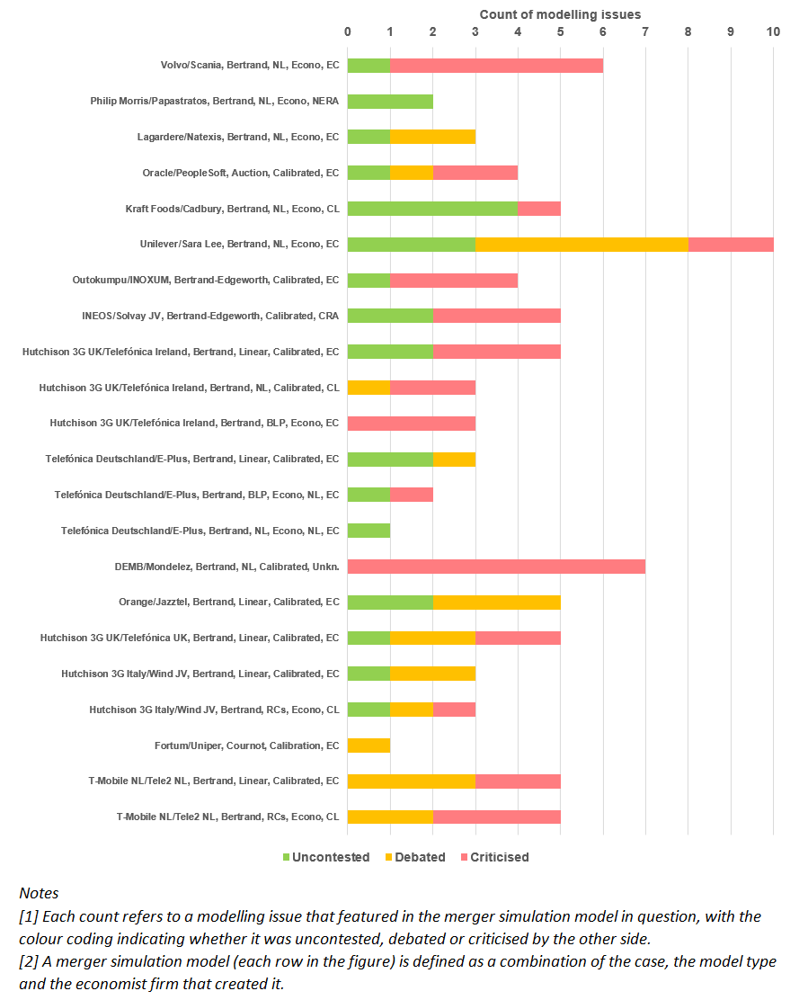 Count of modelling issues
0 1 2 3 4 5 6 7 8 9 10
Volvo/Scania, Bertrand, NL, Econo, EC
Philip Morris/Papastratos, Bertrand, NL, Econo, NERA
Lagardere/Natexis, Bertrand, NL, Econo, EC
Oracle/PeopleSoft, Auction, Calibrated, EC
Kraft Foods/Cadbury, Bertrand, NL, Econo, CL
Unilever/Sara Lee, Bertrand, NL, Econo, EC
Outokumpu/INOXUM, Bertrand-Edgeworth, Calibrated, EC
INEOS/Solvay JV, Bertrand-Edgeworth, Calibrated, CRA
Hutchison 3G UK/Telefónica Ireland, Bertrand, Linear, Calibrated, EC
Hutchison 3G UK/Telefónica Ireland, Bertrand, NL, Calibrated, CL
Hutchison 3G UK/Telefónica Ireland, Bertrand, BLP, Econo, EC
Telefónica Deutschland/E-Plus, Bertrand, Linear, Calibrated, EC
Telefónica Deutschland/E-Plus, Bertrand, BLP, Econo, NL, EC
Telefónica Deutschland/E-Plus, Bertrand, NL, Econo, NL, EC
DEMB/Mondelez, Bertrand, NL, Calibrated, Unkn.
Orange/Jazztel, Bertrand, Linear, Calibrated, EC
Hutchison 3G UK/Telefónica UK, Bertrand, Linear, Calibrated, EC
Hutchison 3G Italy/Wind JV, Bertrand, Linear, Calibrated, EC
Hutchison 3G Italy/Wind JV, Bertrand, RCs, Econo, CL
Fortum/Uniper, Cournot, Calibration, EC
T-Mobile NL/Tele2 NL, Bertrand, Linear, Calibrated, EC
T-Mobile NL/Tele2 NL, Bertrand, RCs, Econo, CL
Uncontested Debated Criticised
Notes
[1] Each count refers to a modelling issue that featured in the merger simulation model in question, with the
colour coding indicating whether it was uncontested, debated or criticised by the other side.
[2] A merger simulation model (each row in the figure) is defined as a combination of the case, the model type
and the economist firm that created it.